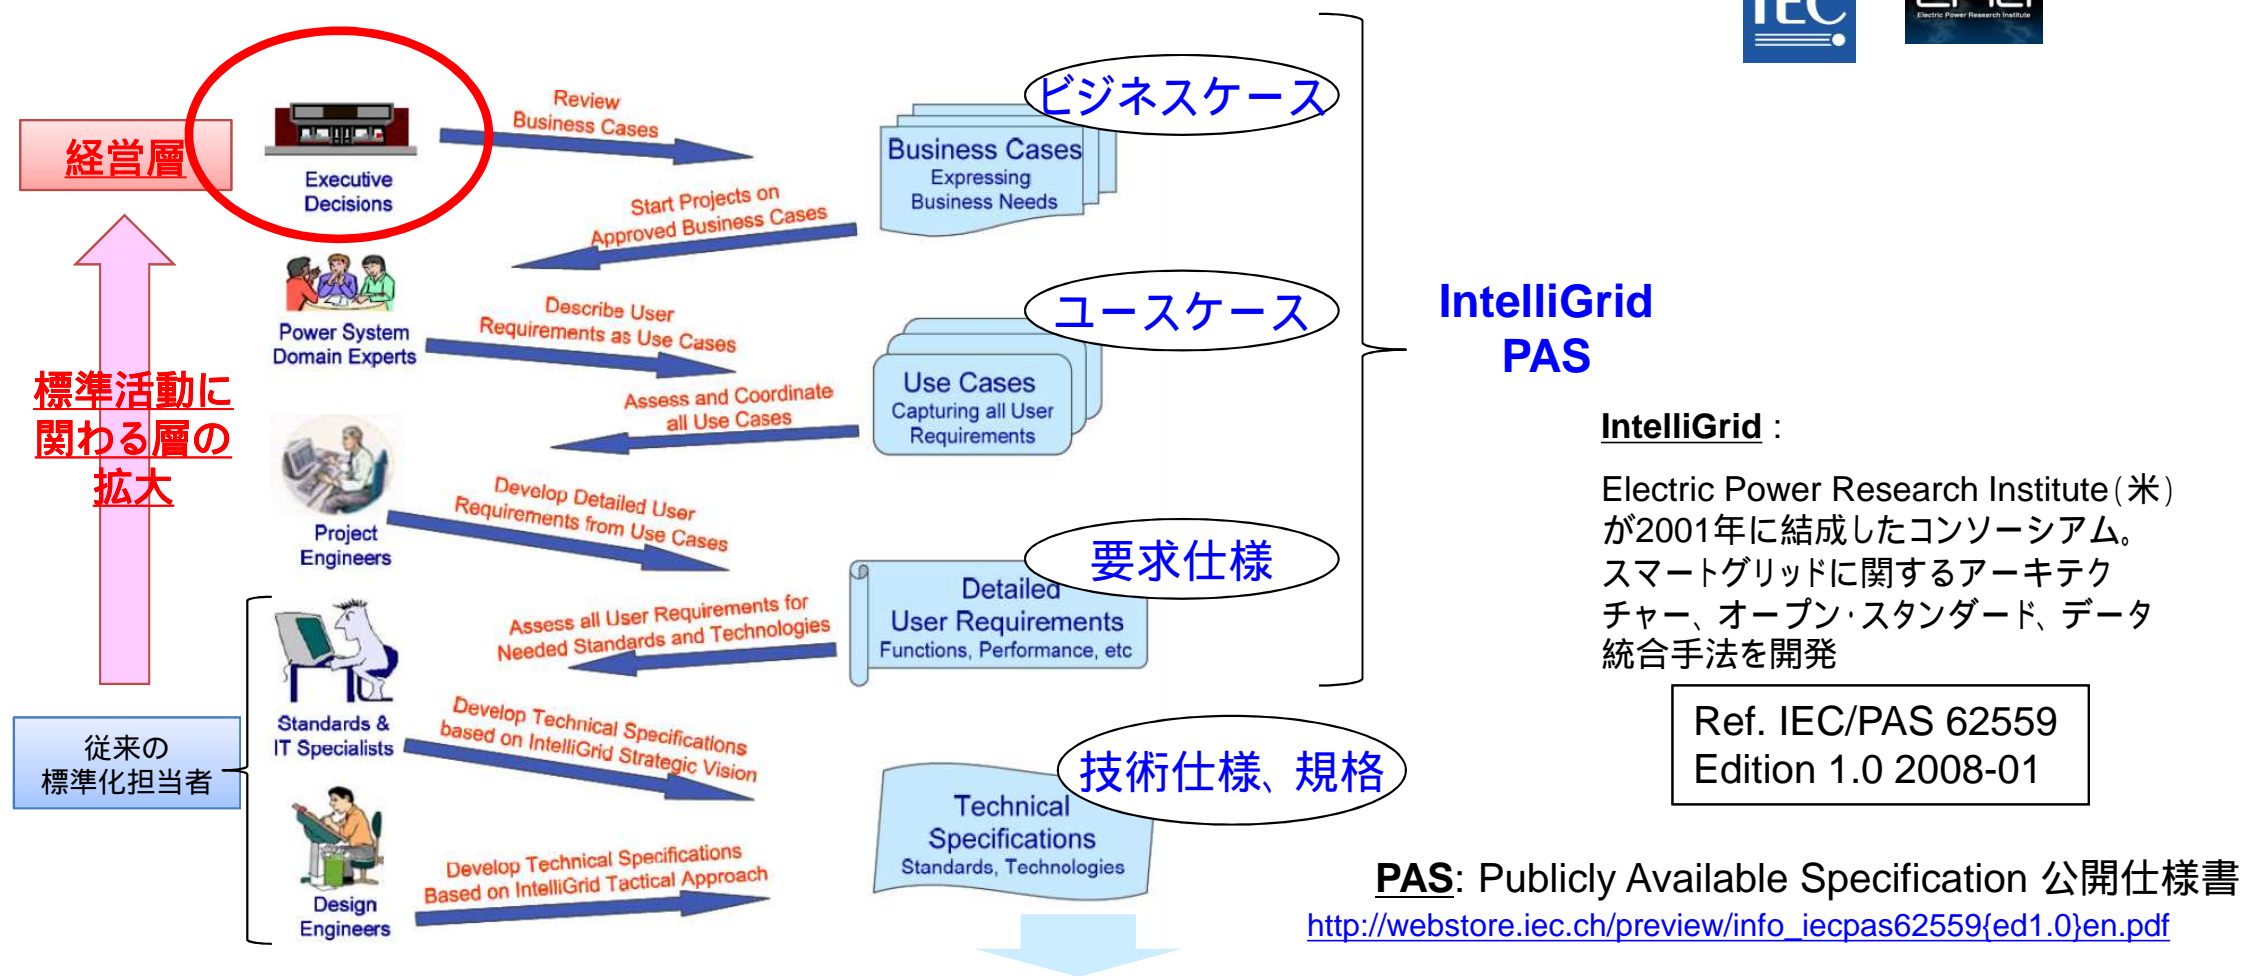 IEC
Electric Power Research Institute
経営層
Executive
Decisions
Review
Business Cases
ビジネスケース
Business Cases
Expressing
Business Needs
Start Projects on
Approved Business Cases
Power System
Domain Experts
Describe User
Requirements as Use Cases
ユースケース
Use Cases
Capturing all User
Requirements
Assess and Coordinate
all Use Cases
標準活動に
関わる層の
拡大
Project
Engineers
Develop Detailed User
Requirements from Use Cases
要求仕様
Detailed
User Requirements
Functions, Performance, etc
Assess all User Requirements for
Needed Standards and Technologies
Standards &
IT Specialists
従来の
標準化担当者
Develop Technical Specifications
based on IntelliGrid Strategic Vision
技術仕様、規格
Technical
Specifications
Standards, Technologies
Design
Engineers
Develop Technical Specifications
Based on IntelliGrid Tactical Approach
IntelliGrid
PAS
IntelliGrid :
Electric Power Research Institute(米)
が2001年に結成したコンソーシアム。
スマートグリッドに関するアーキテク
チャー、オープン・スタンダード、データ
統合手法を開発
Ref. IEC/PAS 62559
Edition 1.0 2008-01
PAS: Publicly Available Specification 公開仕様書
http://webstore.iec.ch/preview/info_iecpas62559{ed1.0}en.pdf